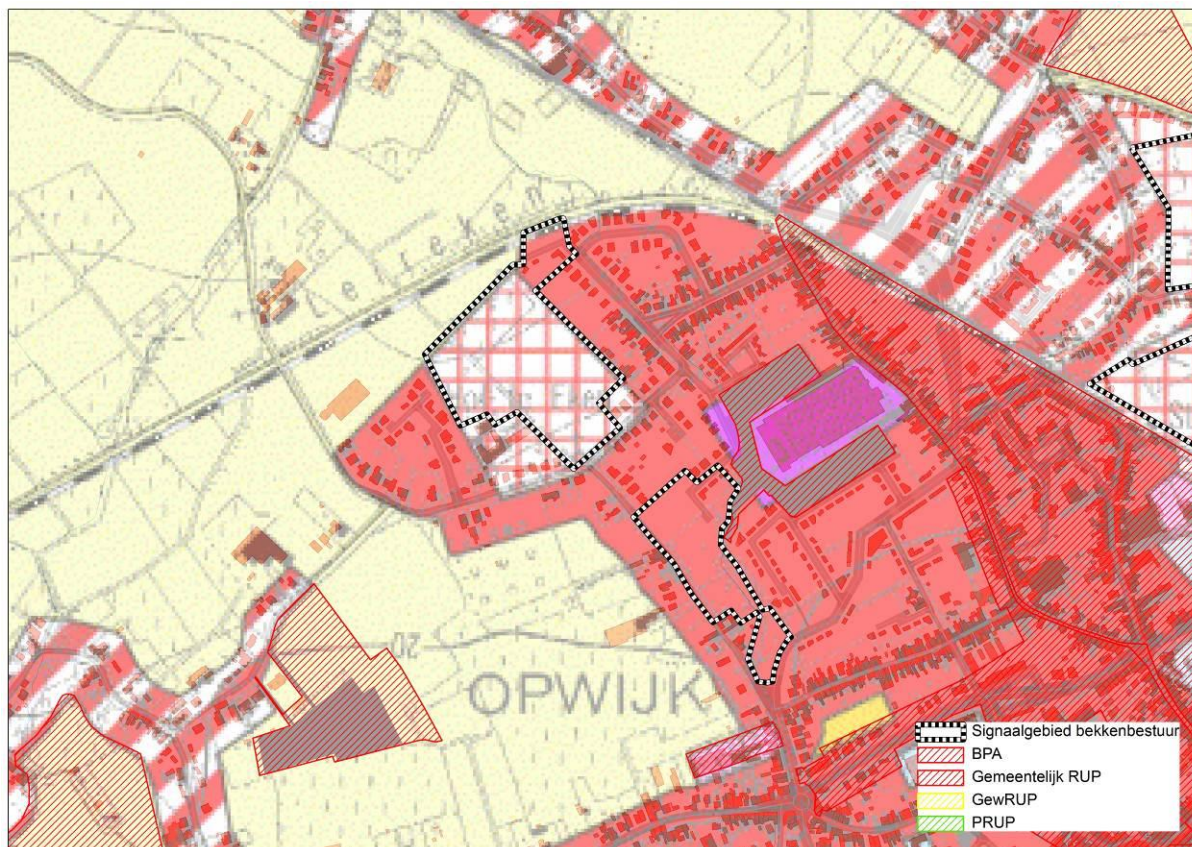 OPWIJK
Signaalgebied bekkenbestuur
BPA
Gemeentelijk RUP
GewRUP
PRUP